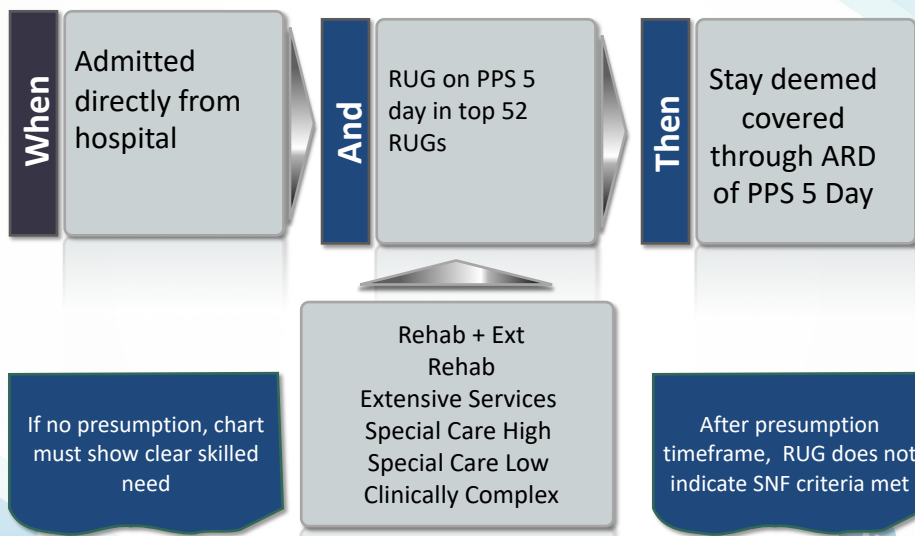 When
Admitted
directly from
hospital
And
RUG on PPS 5
day in top 52
RUGs
Then
Stay deemed
covered
through ARD
of PPS 5 Day
Rehab + Ext
Rehab
Extensive Services
Special Care High
Special Care Low
Clinically Complex
If no presumption, chart
must show clear skilled
need
After presumption
timeframe, RUG does not
indicate SNF criteria met